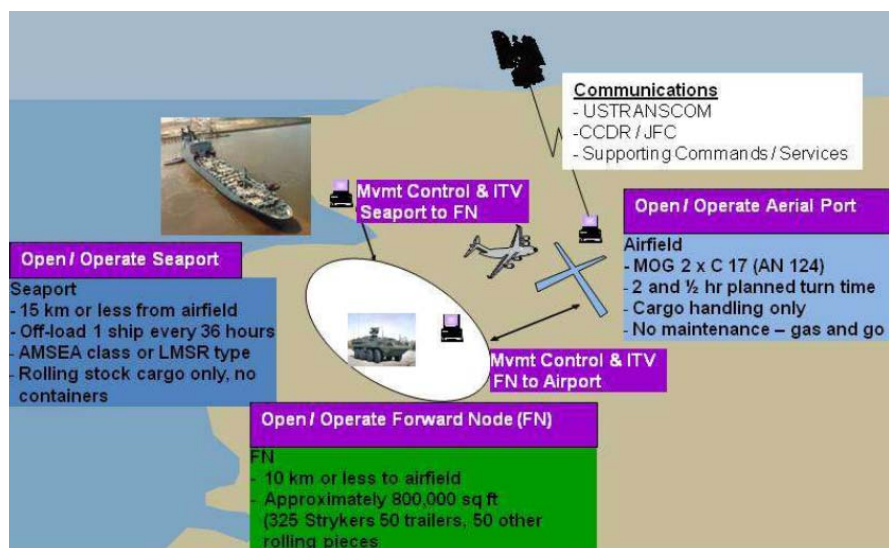 Communications
- USTRANSCOM
-CCDR / JFC
- Supporting Commands / Services
Mvmt Control & ITV
Seaport to FN
Open / Operate Aerial Port
Airfield
- MOG 2 x C 17 (AN 124)
- 2 and ½ hr planned turn time
- Cargo handling only
- No maintenance – gas and go
Open / Operate Seaport
Seaport
- 15 km or less from airfield
- Off-load 1 ship every 36 hours
- AMSEA class or LMSR type
- Rolling stock cargo only, no
containers
Mvmt Control & ITV
FN to Airport
Open / Operate Forward Node (FN)
FN
- 10 km or less to airfield
- Approximately 800,000 sq ft
(325 Strykers 50 trailers, 50 other
rolling pieces